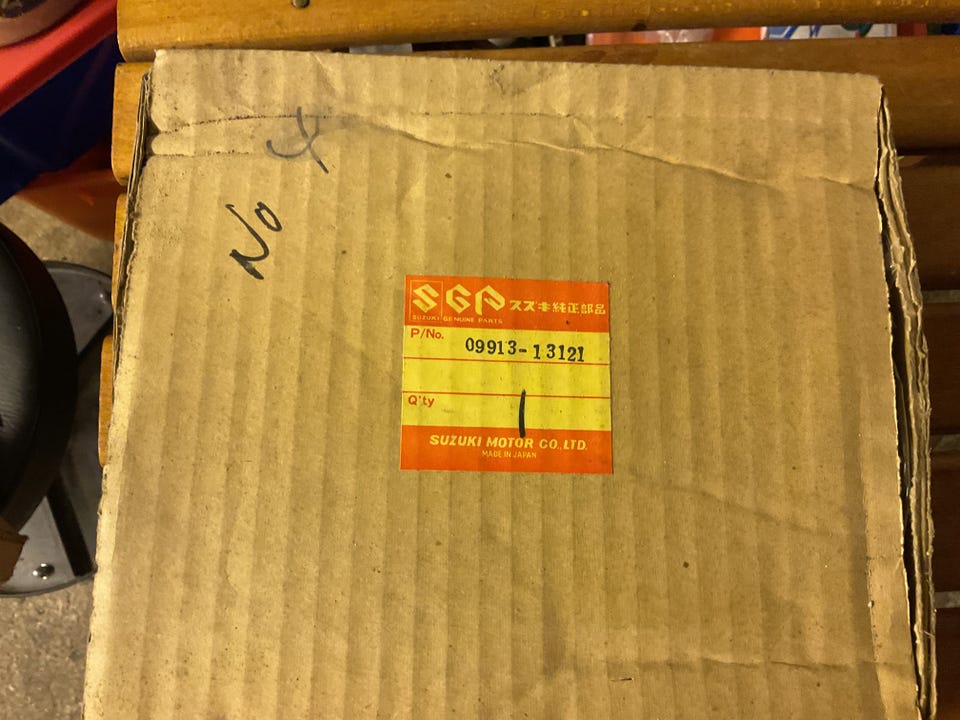 No 4
SGP スズキ純正部品
SUZUKI GENUINE PARTS
P/No. 09913-13121
Q'ty 1
SUZUKI MOTOR CO.,LTD.
MADE IN JAPAN